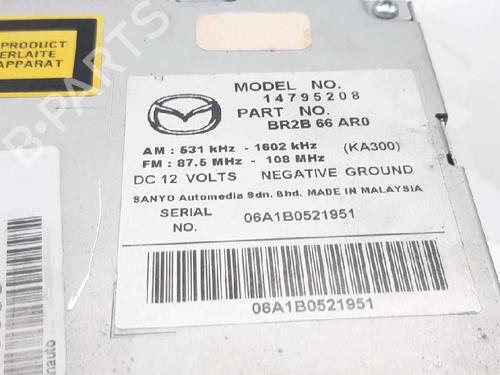 PRODUCT
ERLAITE
APPARAT
MODEL NO.
14795208
PART NO.
BR2B 66 AR0
AM : 531 kHz - 1602 kHz (KA300)
FM : 87.5 MHz - 108 MHz
DC 12 VOLTS NEGATIVE GROUND
SANYO Automedia Sdn. Bhd. MADE IN MALAYSIA
SERIAL NO. 06A1B0521951
06A1B0521951